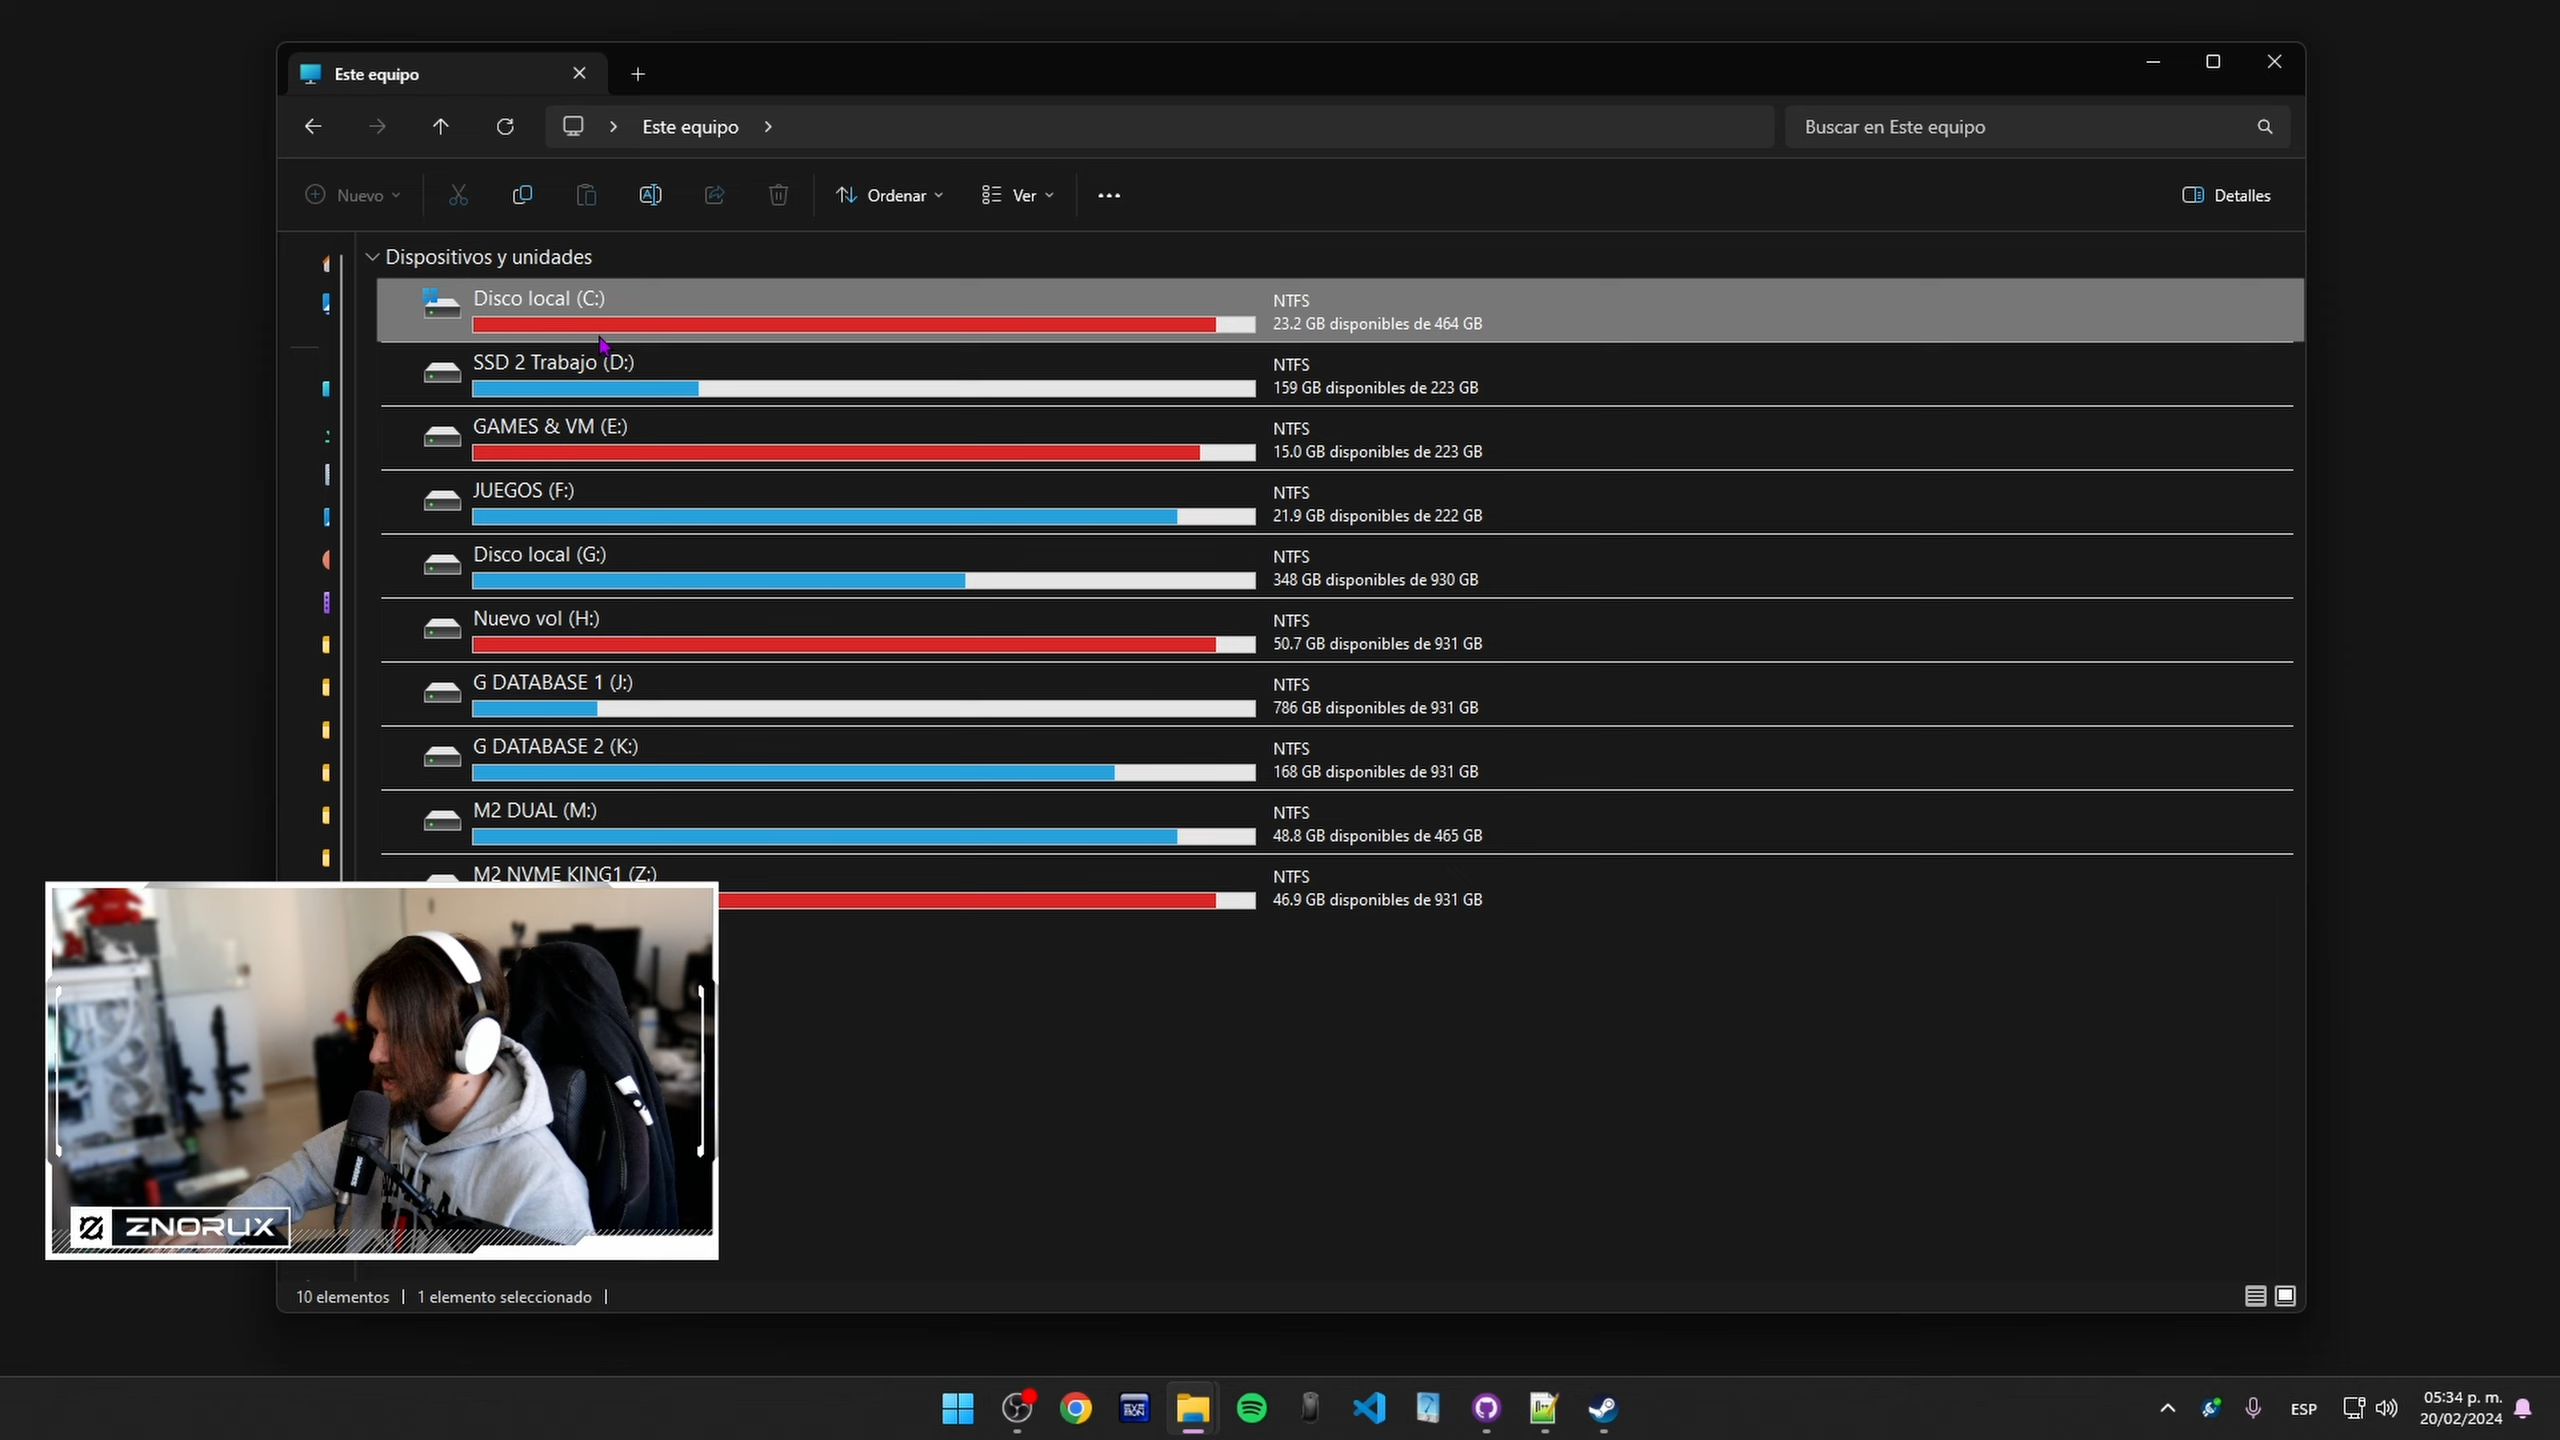 Este equipo
Este equipo
Buscar en Este equipo
Nuevo
Ordenar
Ver
Detalles
Dispositivos y unidades
Disco local (C:)
NTFS
23.2 GB disponibles de 464 GB
SSD 2 Trabajo (D:)
NTFS
159 GB disponibles de 223 GB
GAMES & VM (E:)
NTFS
15.0 GB disponibles de 223 GB
JUEGOS (F:)
NTFS
21.9 GB disponibles de 222 GB
Disco local (G:)
NTFS
348 GB disponibles de 930 GB
Nuevo vol (H:)
NTFS
50.7 GB disponibles de 931 GB
G DATABASE 1 (J:)
NTFS
786 GB disponibles de 931 GB
G DATABASE 2 (K:)
NTFS
168 GB disponibles de 931 GB
M2 DUAL (M:)
NTFS
48.8 GB disponibles de 465 GB
M2 NVME KING1 (Z:)
NTFS
46.9 GB disponibles de 931 GB
SHURE
ZNORUX
10 elementos
1 elemento seleccionado
ESP
05:34 p. m.
20/02/2024